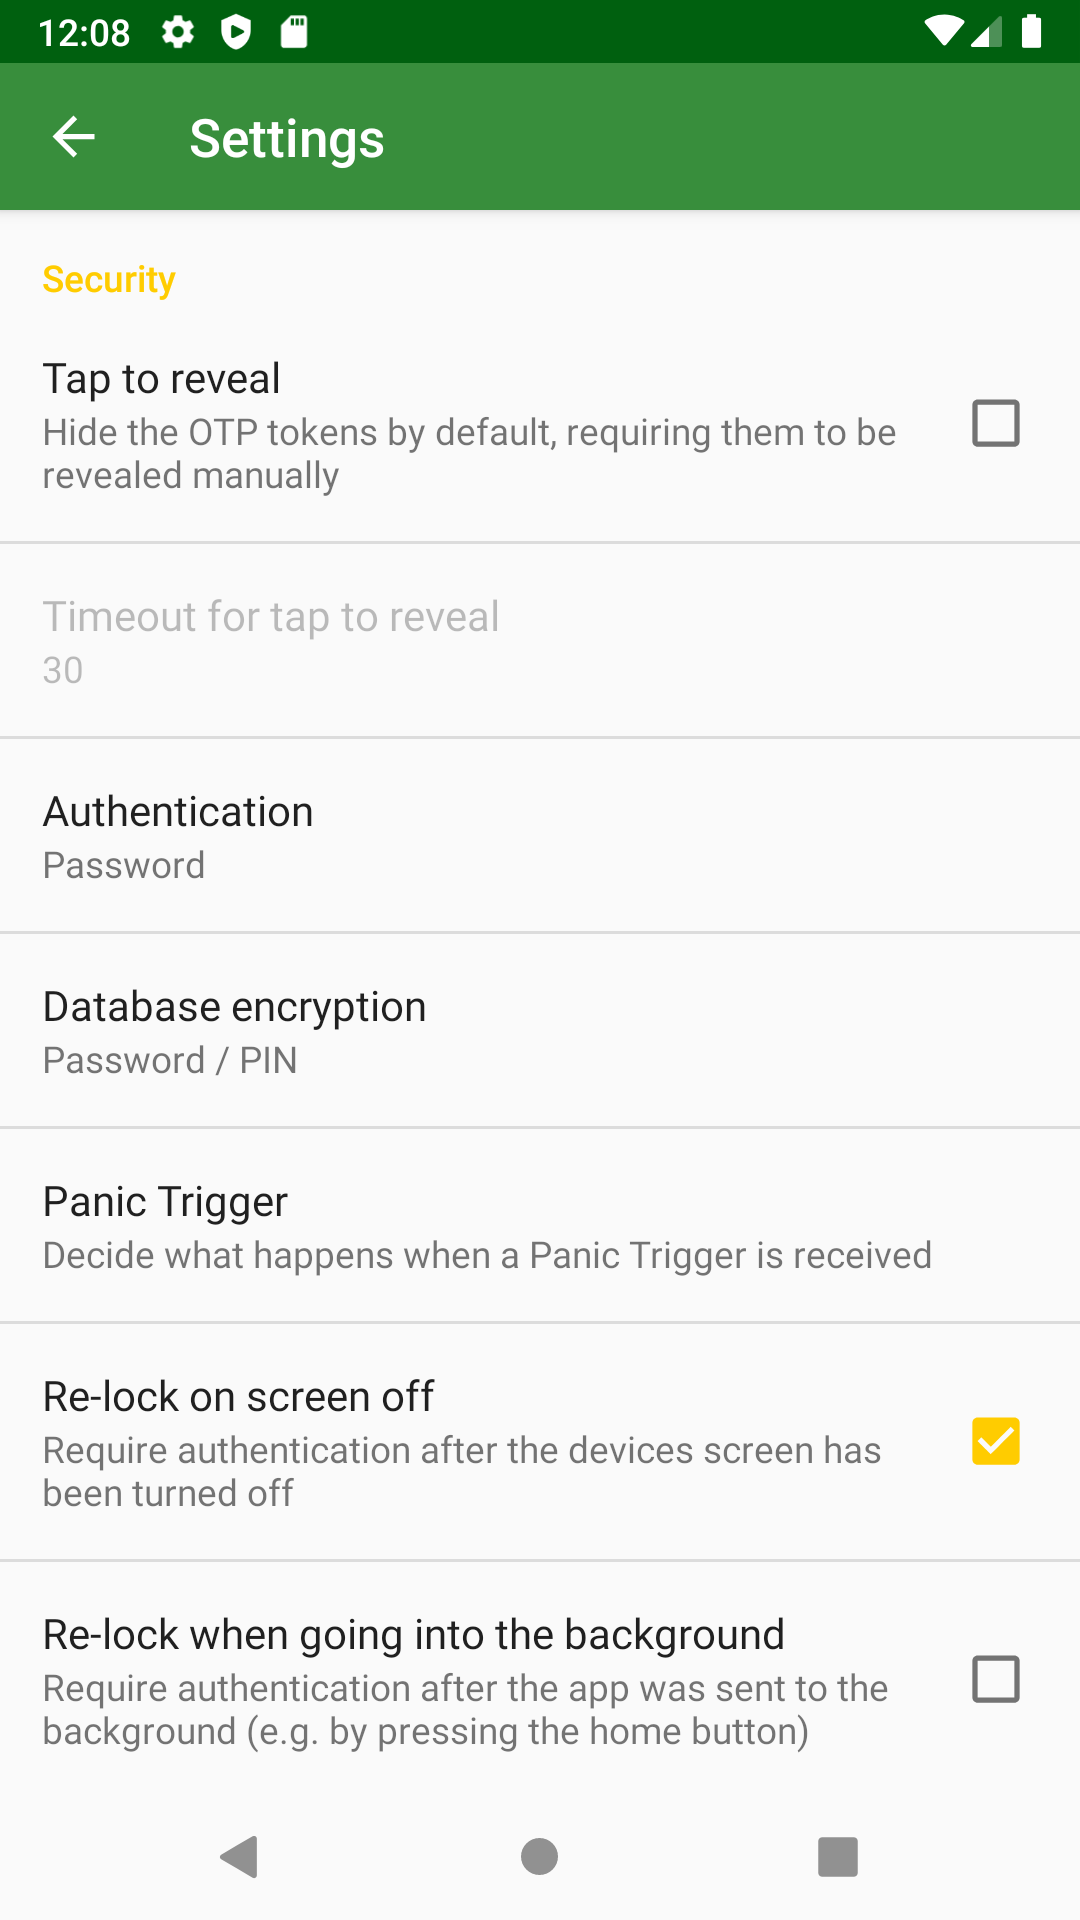 12:08
Settings
Security
Tap to reveal
Hide the OTP tokens by default, requiring them to be
revealed manually
Timeout for tap to reveal
30
Authentication
Password
Database encryption
Password / PIN
Panic Trigger
Decide what happens when a Panic Trigger is received
Re-lock on screen off
Require authentication after the devices screen has
been turned off
Re-lock when going into the background
Require authentication after the app was sent to the
background (e.g. by pressing the home button)